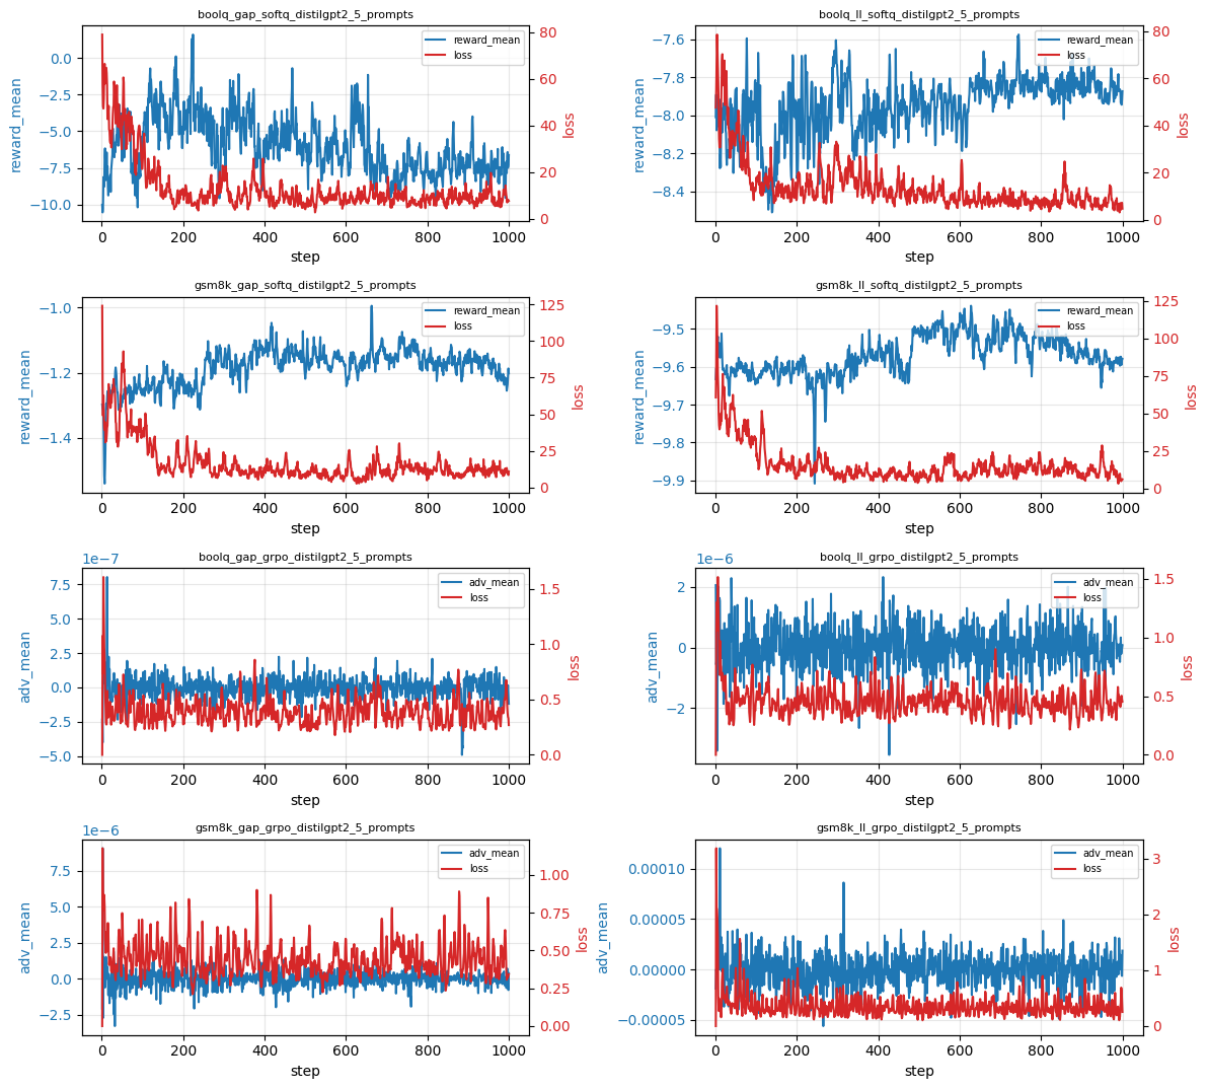 boolq_gap_softq_distilgpt2_5_prompts
reward_mean
loss
0.0
−2.5
−5.0
−7.5
−10.0
reward_mean
80
60
40
20
0
loss
0 200 400 600 800 1000
step
boolq_ll_softq_distilgpt2_5_prompts
reward_mean
loss
−7.6
−7.8
−8.0
−8.2
−8.4
reward_mean
80
60
40
20
0
loss
0 200 400 600 800 1000
step
gsm8k_gap_softq_distilgpt2_5_prompts
reward_mean
loss
−1.0
−1.2
−1.4
reward_mean
125
100
75
50
25
0
loss
0 200 400 600 800 1000
step
gsm8k_ll_softq_distilgpt2_5_prompts
reward_mean
loss
−9.5
−9.6
−9.7
−9.8
−9.9
reward_mean
125
100
75
50
25
0
loss
0 200 400 600 800 1000
step
1e−7
boolq_gap_grpo_distilgpt2_5_prompts
adv_mean
loss
7.5
5.0
2.5
0.0
−2.5
−5.0
adv_mean
1.5
1.0
0.5
0.0
loss
0 200 400 600 800 1000
step
1e−6
boolq_ll_grpo_distilgpt2_5_prompts
adv_mean
loss
2
0
−2
adv_mean
1.5
1.0
0.5
0.0
loss
0 200 400 600 800 1000
step
1e−6
gsm8k_gap_grpo_distilgpt2_5_prompts
adv_mean
loss
7.5
5.0
2.5
0.0
−2.5
adv_mean
1.00
0.75
0.50
0.25
0.00
loss
0 200 400 600 800 1000
step
gsm8k_ll_grpo_distilgpt2_5_prompts
adv_mean
loss
0.00010
0.00005
0.00000
−0.00005
adv_mean
3
2
1
0
loss
0 200 400 600 800 1000
step